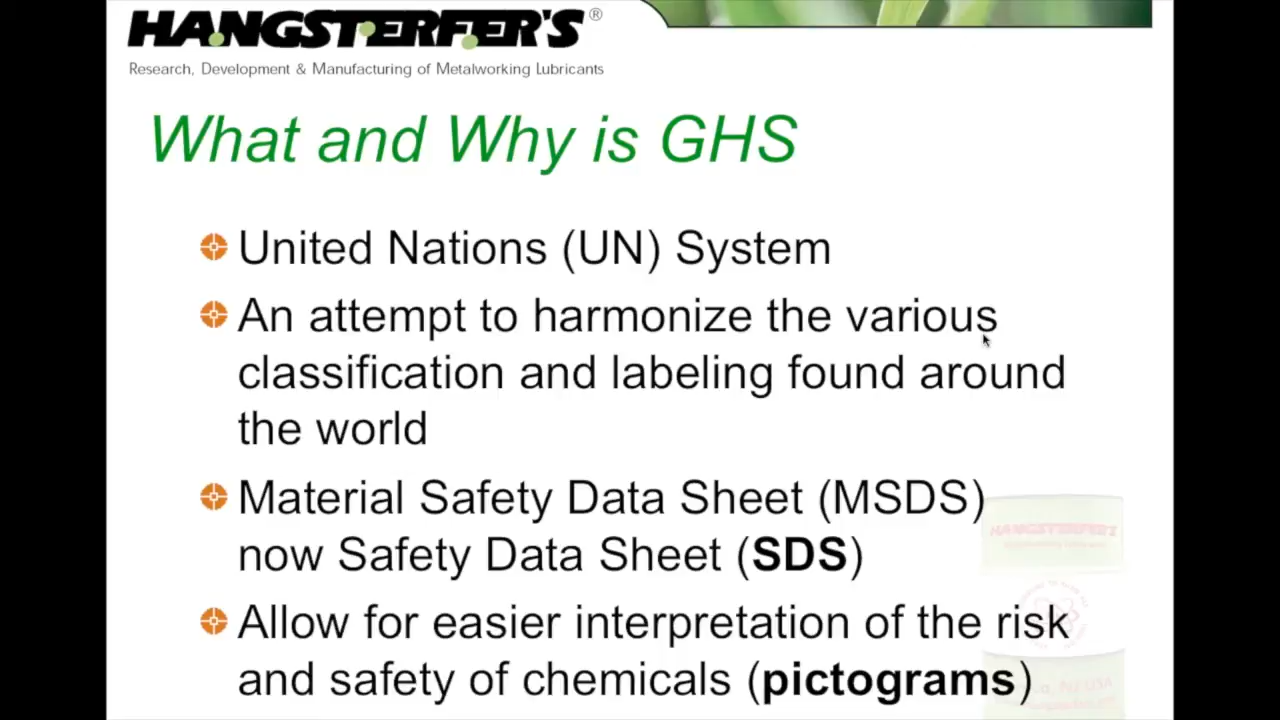 HANGSTERFER'S®
Research, Development & Manufacturing of Metalworking Lubricants
What and Why is GHS
United Nations (UN) System
An attempt to harmonize the various
classification and labeling found around
the world
Material Safety Data Sheet (MSDS)
now Safety Data Sheet (SDS)
HANGSTERFER'S
Allow for easier interpretation of the risk
and safety of chemicals (pictograms)
USA